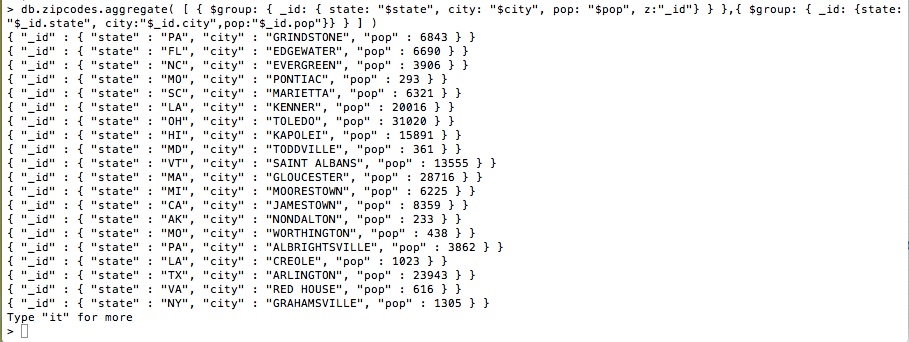 > db.zipcodes.aggregate( [ { $group: { _id: { state: "$state", city: "$city", pop: "$pop", z:"_id"} } },{ $group: { _id: {state:
"$_id.state", city:"$_id.city",pop:"$_id.pop"}} } ] )
{ "_id" : { "state" : "PA", "city" : "GRINDSTONE", "pop" : 6843 } }
{ "_id" : { "state" : "FL", "city" : "EDGEWATER", "pop" : 6690 } }
{ "_id" : { "state" : "NC", "city" : "EVERGREEN", "pop" : 3906 } }
{ "_id" : { "state" : "MO", "city" : "PONTIAC", "pop" : 293 } }
{ "_id" : { "state" : "SC", "city" : "MARIETTA", "pop" : 6321 } }
{ "_id" : { "state" : "LA", "city" : "KENNER", "pop" : 20016 } }
{ "_id" : { "state" : "OH", "city" : "TOLEDO", "pop" : 31020 } }
{ "_id" : { "state" : "HI", "city" : "KAPOLEI", "pop" : 15891 } }
{ "_id" : { "state" : "MD", "city" : "TODDVILLE", "pop" : 361 } }
{ "_id" : { "state" : "VT", "city" : "SAINT ALBANS", "pop" : 13555 } }
{ "_id" : { "state" : "MA", "city" : "GLOUCESTER", "pop" : 28716 } }
{ "_id" : { "state" : "MI", "city" : "MOORESTOWN", "pop" : 6225 } }
{ "_id" : { "state" : "CA", "city" : "JAMESTOWN", "pop" : 8359 } }
{ "_id" : { "state" : "AK", "city" : "NONDALTON", "pop" : 233 } }
{ "_id" : { "state" : "MO", "city" : "WORTHINGTON", "pop" : 438 } }
{ "_id" : { "state" : "PA", "city" : "ALBRIGHTSVILLE", "pop" : 3862 } }
{ "_id" : { "state" : "LA", "city" : "CREOLE", "pop" : 1023 } }
{ "_id" : { "state" : "TX", "city" : "ARLINGTON", "pop" : 23943 } }
{ "_id" : { "state" : "VA", "city" : "RED HOUSE", "pop" : 616 } }
{ "_id" : { "state" : "NY", "city" : "GRAHAMSVILLE", "pop" : 1305 } }
Type "it" for more
>